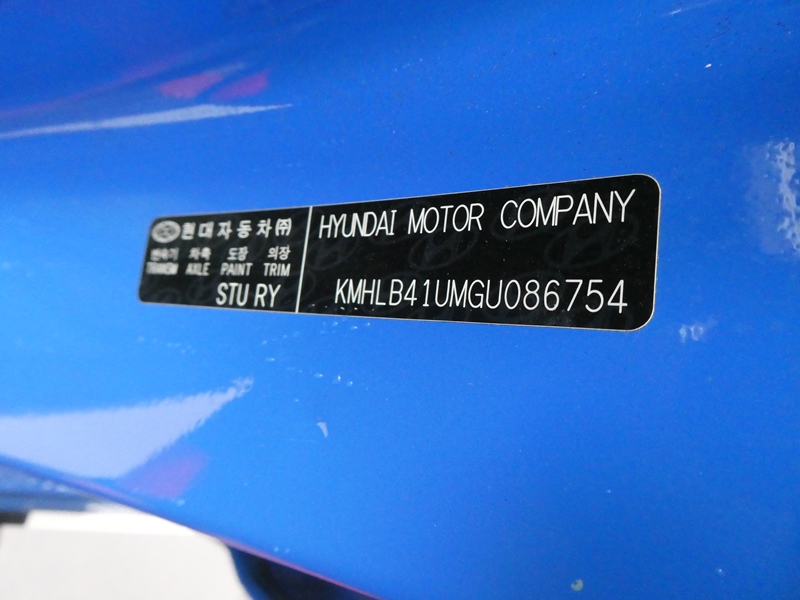 현대자동차㈜
변속기 차축 도장 의장
TRANSM AXLE PAINT TRIM
STU RY
HYUNDAI MOTOR COMPANY
KMHLB41UMGU086754